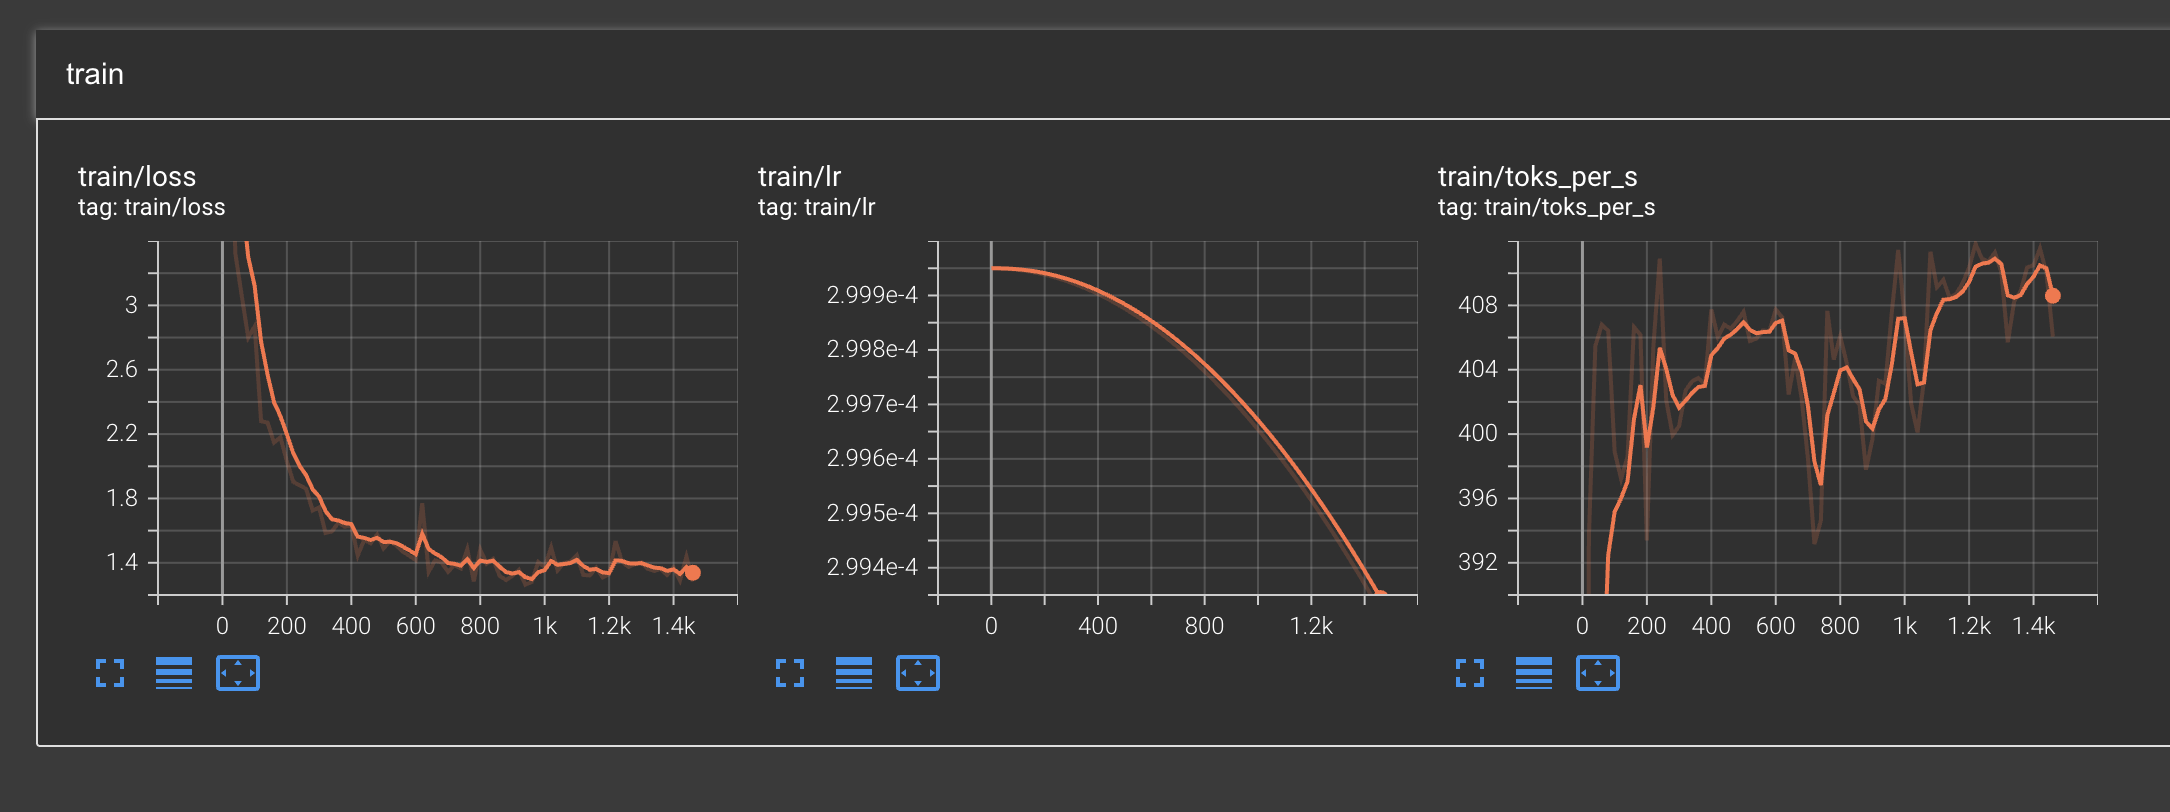 train
train/loss
tag: train/loss
3
2.6
2.2
1.8
1.4
0 200 400 600 800 1k 1.2k 1.4k
train/lr
tag: train/lr
2.999e-4
2.998e-4
2.997e-4
2.996e-4
2.995e-4
2.994e-4
0 400 800 1.2k
train/toks_per_s
tag: train/toks_per_s
408
404
400
396
392
0 200 400 600 800 1k 1.2k 1.4k